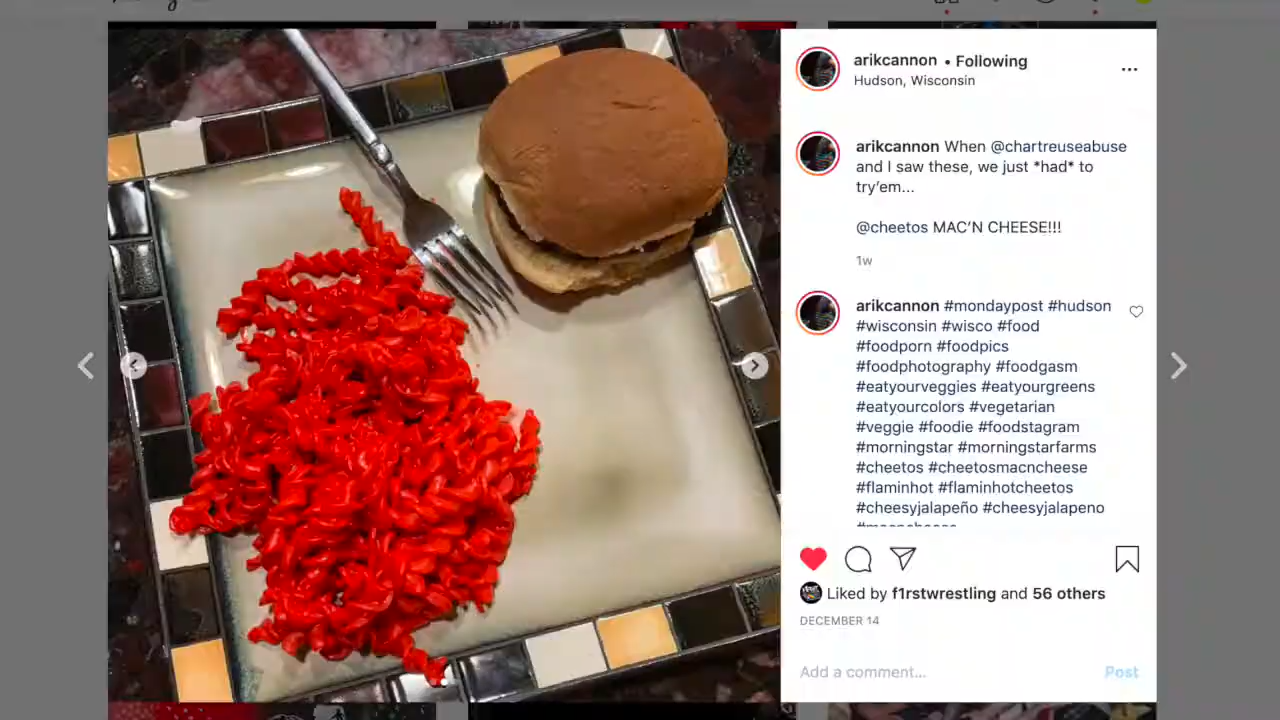 arikcannon • Following
Hudson, Wisconsin
arikcannon When @chartreuseabuse
and I saw these, we just *had* to
try'em...
@cheetos MAC'N CHEESE!!!
1w
arikcannon #mondaypost #hudson
#wisconsin #wisco #food
#foodporn #foodpics
#foodphotography #foodgasm
#eatyourveggies #eatyourgreens
#eatyourcolors #vegetarian
#veggie #foodie #foodstagram
#morningstar #morningstarfarms
#cheetos #cheetosmacncheese
#flaminhot #flaminhotcheetos
#cheesyjalapeño #cheesyjalapeno
Liked by f1rstwrestling and 56 others
DECEMBER 14
Add a comment...
Post